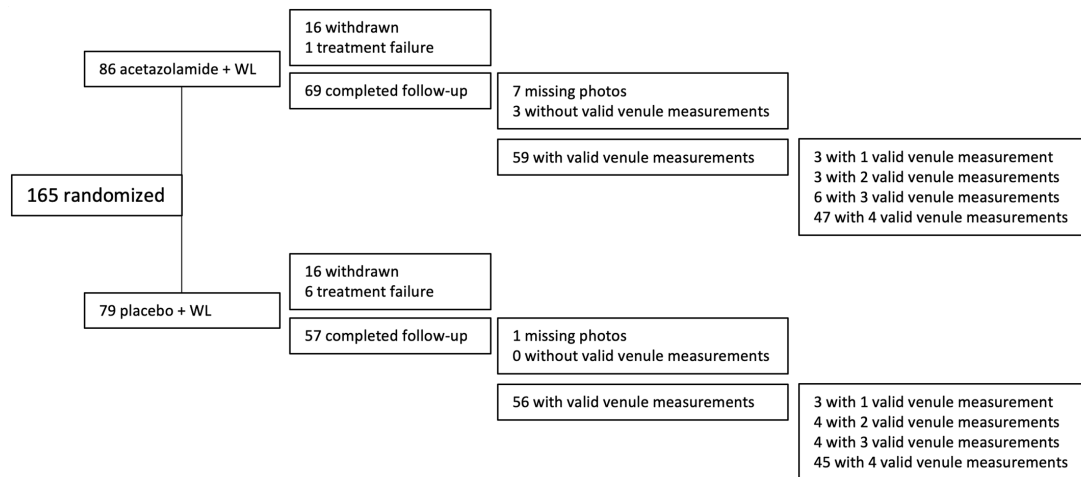 16 withdrawn
1 treatment failure
86 acetazolamide + WL
69 completed follow-up
7 missing photos
3 without valid venule measurements
59 with valid venule measurements
3 with 1 valid venule measurement
3 with 2 valid venule measurements
6 with 3 valid venule measurements
47 with 4 valid venule measurements
165 randomized
16 withdrawn
6 treatment failure
79 placebo + WL
57 completed follow-up
1 missing photos
0 without valid venule measurements
56 with valid venule measurements
3 with 1 valid venule measurement
4 with 2 valid venule measurements
4 with 3 valid venule measurements
45 with 4 valid venule measurements